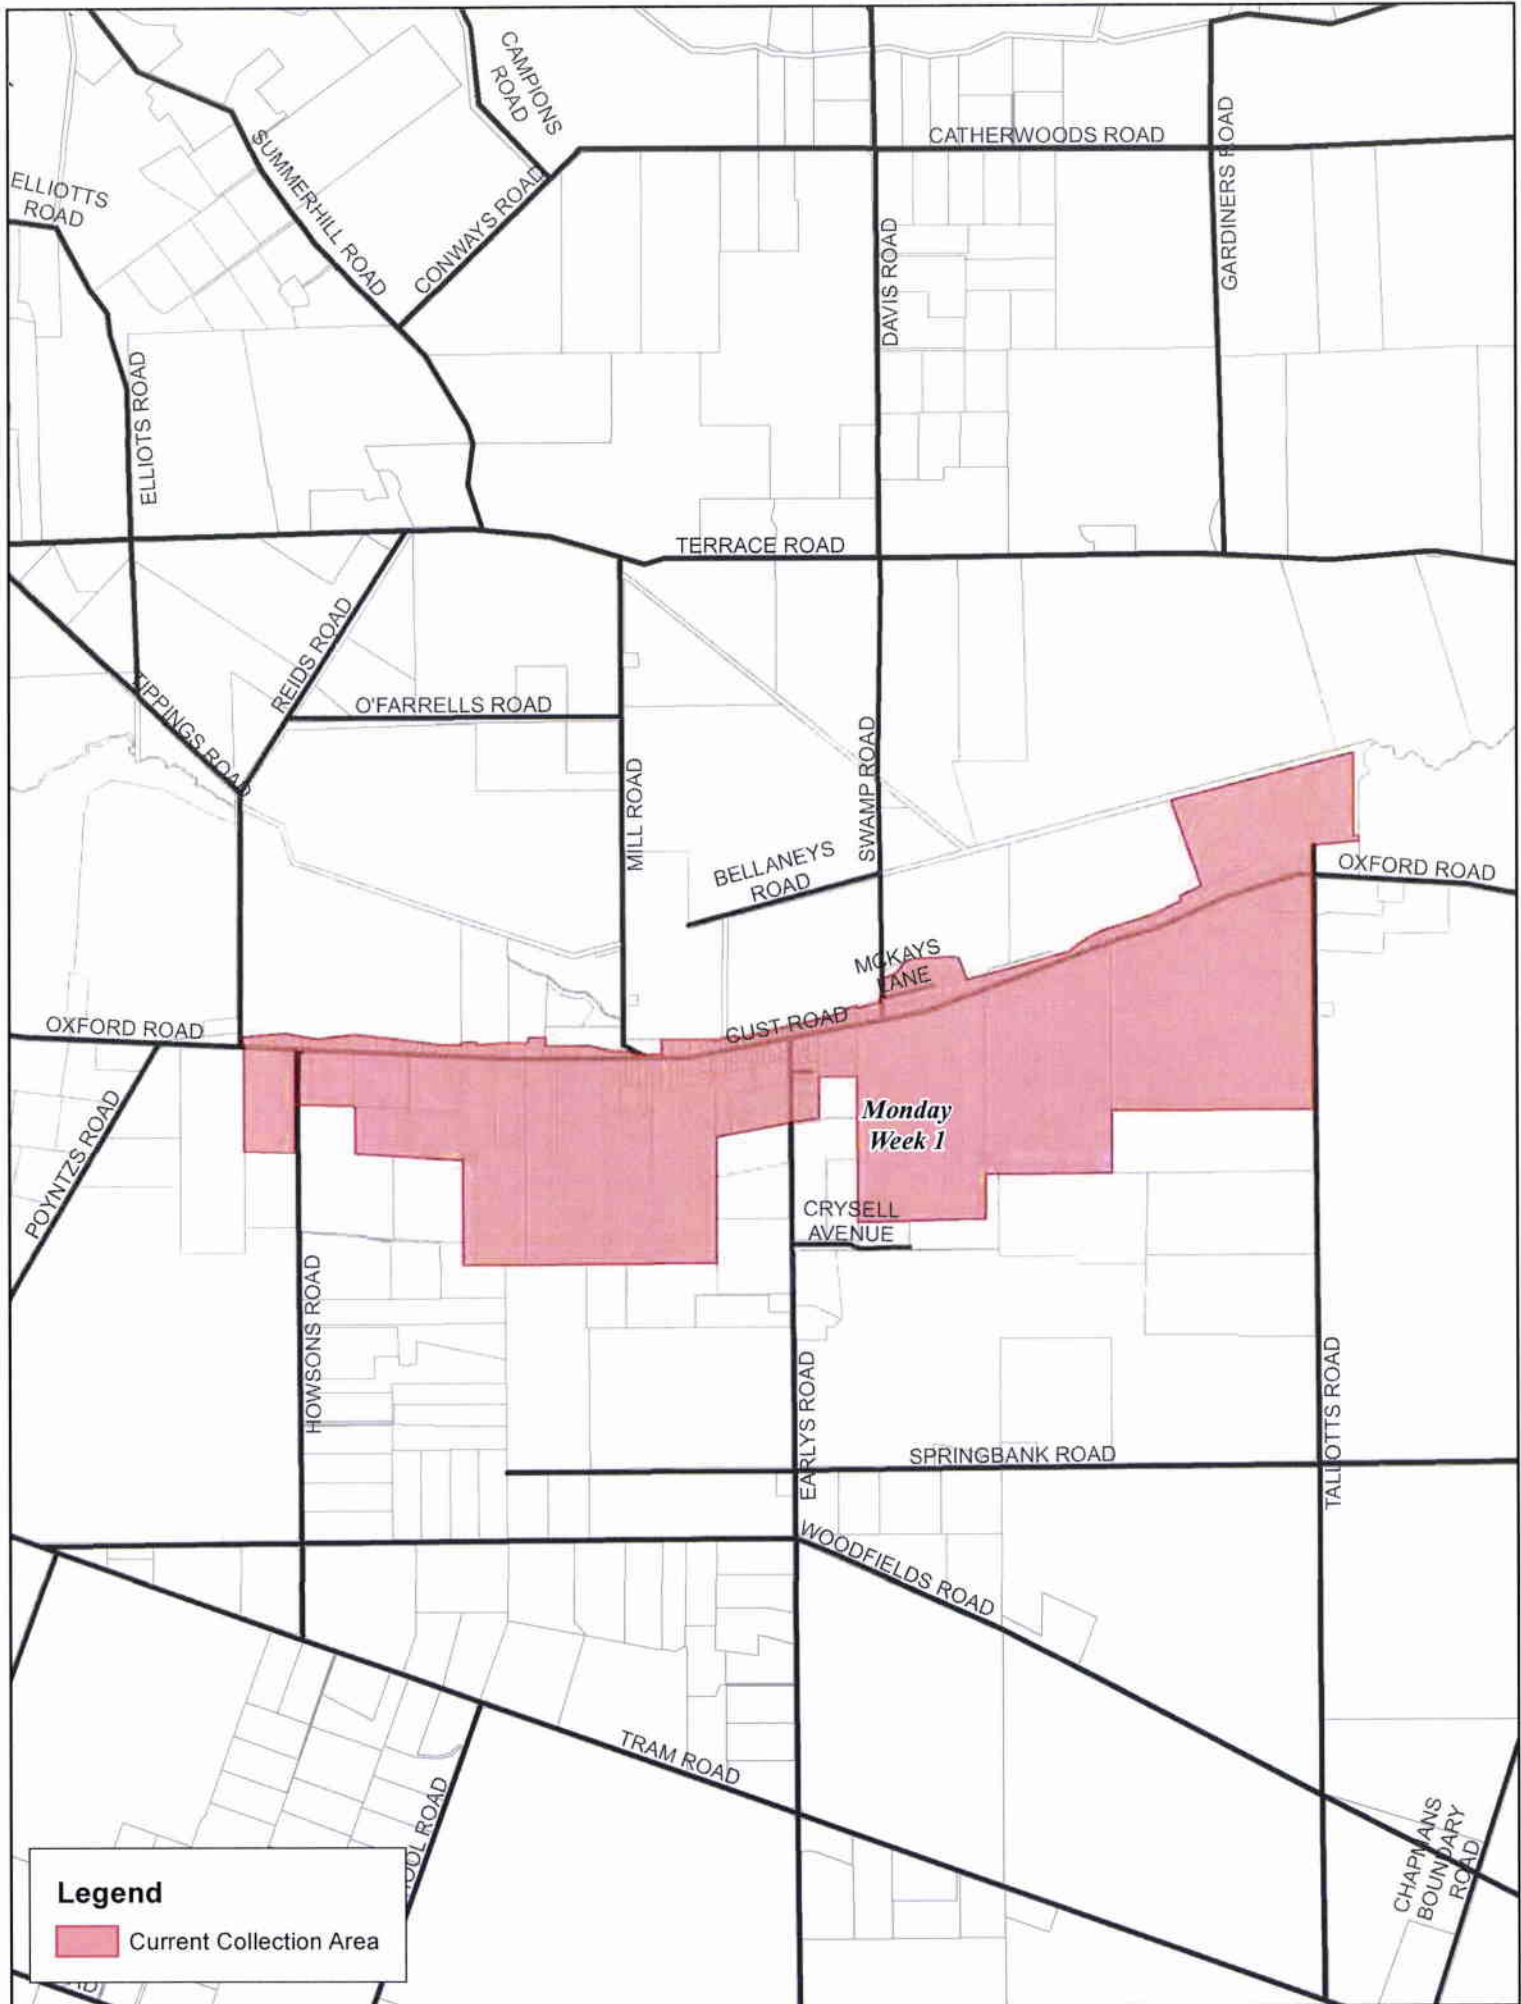 CAMPIONS
ROAD
CATHERWOODS ROAD
GARDINERS ROAD
SUMMERHILL ROAD
ELLIOTTS
ROAD
CONWAYS ROAD
DAVIS ROAD
ELLIOTS ROAD
TERRACE ROAD
REIDS ROAD
O'FARRELLS ROAD
TIPPINGS ROAD
MILL ROAD
SWAMP ROAD
BELLANEYS
ROAD
OXFORD ROAD
MCKAYS
LANE
OXFORD ROAD
CUST ROAD
Monday
Week 1
POYNTZS ROAD
CRYSELL
AVENUE
HOWSONS ROAD
EARLYS ROAD
TALLOTTS ROAD
SPRINGBANK ROAD
WOODFIELDS ROAD
TRAM ROAD
OOL ROAD
CHAPMANS
BOUNDARY
ROAD
Legend
Current Collection Area